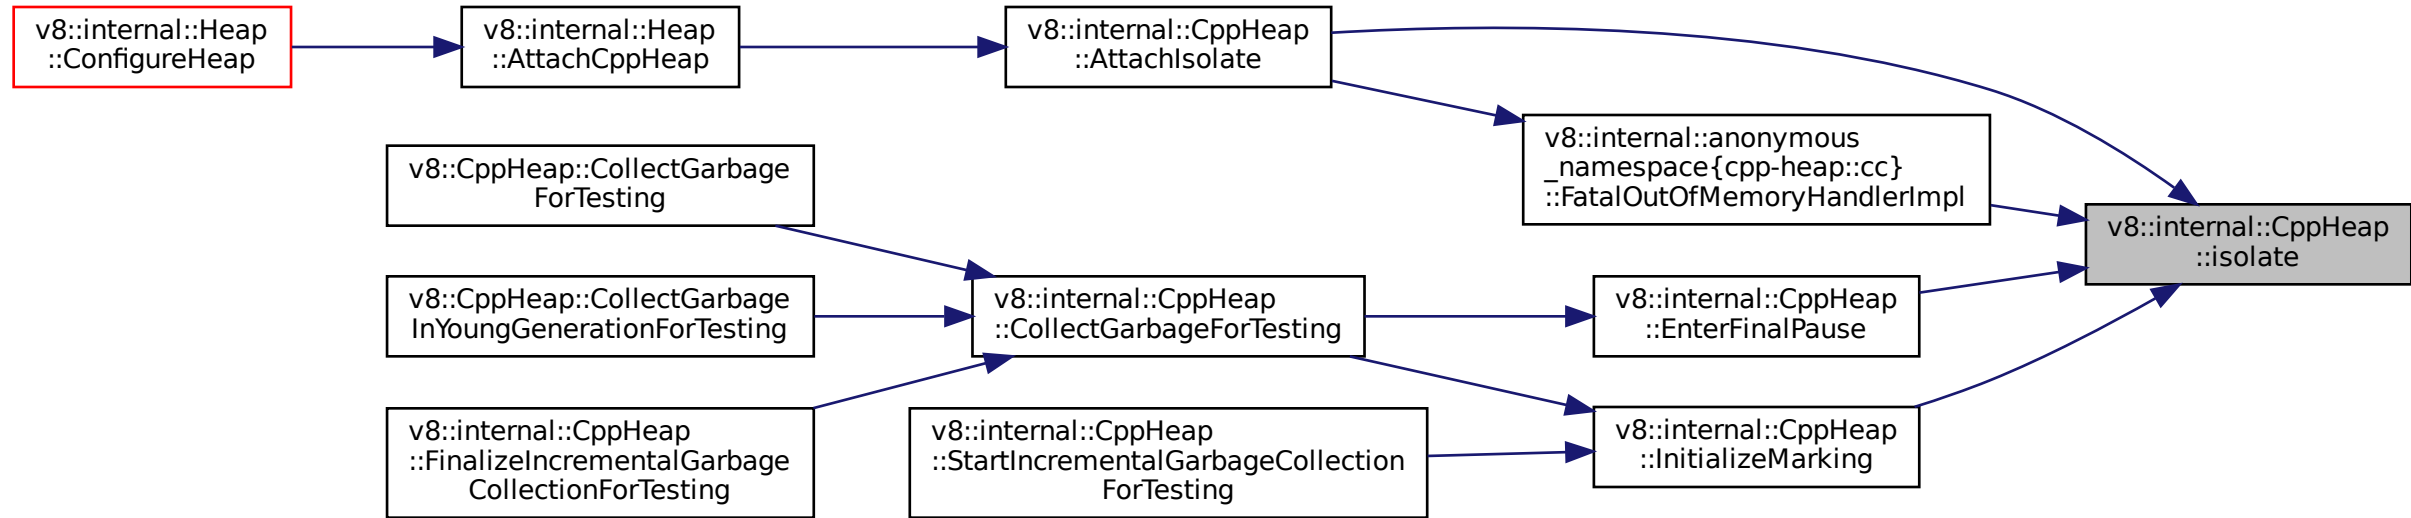 v8::internal::Heap
::ConfigureHeap
v8::internal::Heap
::AttachCppHeap
v8::internal::CppHeap
::AttachIsolate
v8::internal::anonymous
_namespace{cpp-heap::cc}
::FatalOutOfMemoryHandlerImpl
v8::CppHeap::CollectGarbage
ForTesting
v8::internal::CppHeap
::isolate
v8::CppHeap::CollectGarbage
InYoungGenerationForTesting
v8::internal::CppHeap
::CollectGarbageForTesting
v8::internal::CppHeap
::EnterFinalPause
v8::internal::CppHeap
::FinalizeIncrementalGarbage
CollectionForTesting
v8::internal::CppHeap
::StartIncrementalGarbageCollection
ForTesting
v8::internal::CppHeap
::InitializeMarking